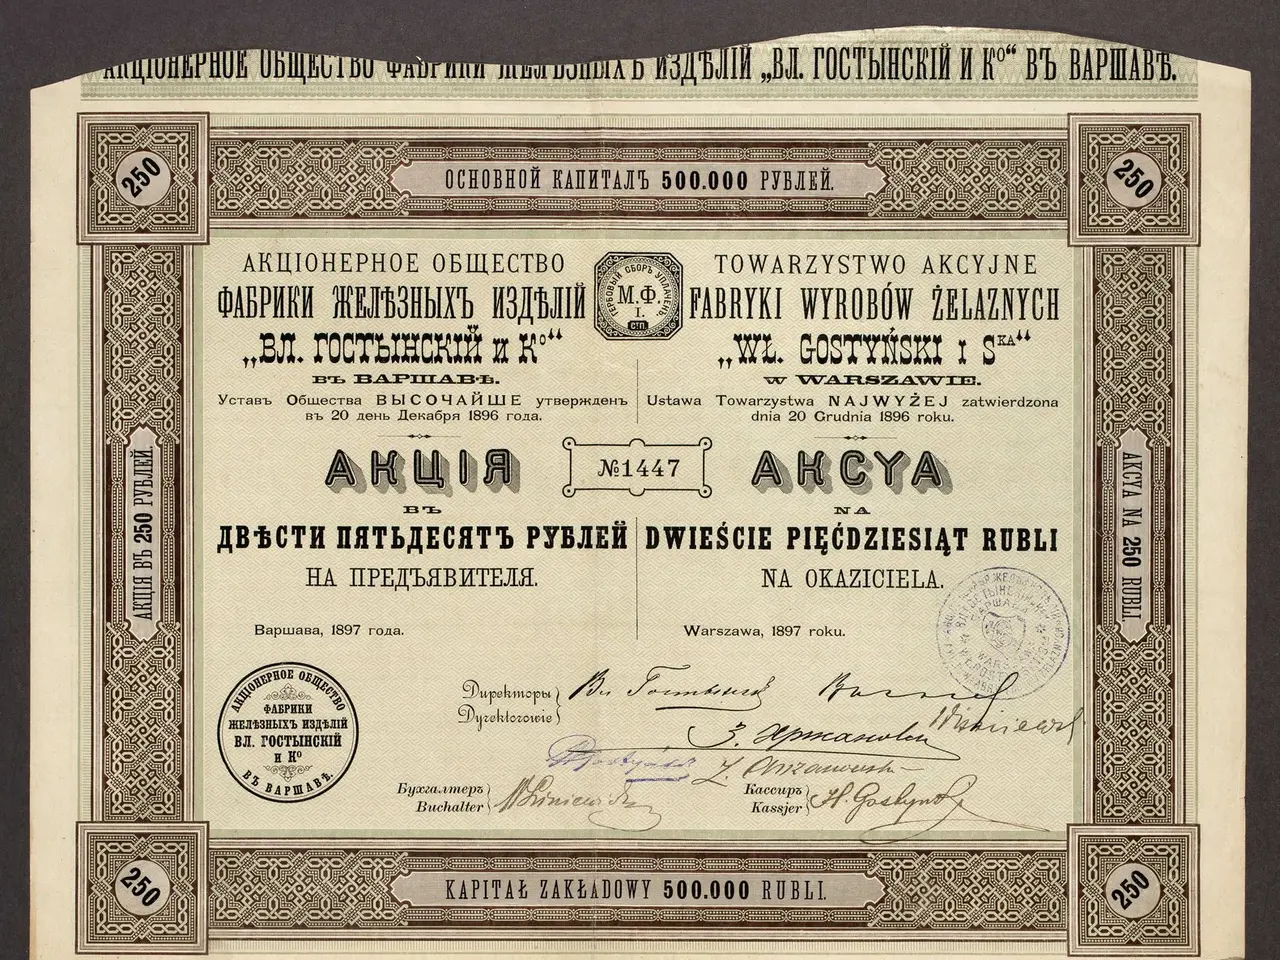 АКЦІОНЕРНОЕ ОБЩЕСТВО ФАБРИКИ ЖЕЛѢЗНЫХЪ ИЗДѢЛІЙ „ВЛ. ГОСТЫНСКІЙ И Кº“ ВЪ ВАРШАВѢ.
250
ОСНОВНОЙ КАПИТАЛЪ 500.000 РУБЛЕЙ.
250
АКЦІОНЕРНОЕ ОБЩЕСТВО
ФАБРИКИ ЖЕЛѢЗНЫХЪ ИЗДѢЛІЙ
„ВЛ. ГОСТЫНСКІЙ И Кº“
ВЪ ВАРШАВѢ.
Уставъ Общества ВЫСОЧАЙШЕ утвержденъ
въ 20 день Декабря 1896 года.
ГЕРБОВЫЙ СБОРЪ УПЛАЧЕНЪ
М.Ф.
I.
СТП.
TOWARZYSTWO AKCYJNE
FABRYKI WYROBÓW ŻELAZNYCH
„WŁ. GOSTYŃSKI I SKA“
W WARSZAWIE.
Ustawa Towarzystwa NAJWYŻEJ zatwierdzona
dnia 20 Grudnia 1896 roku.
АКЦІЯ
№1447
AKCYA
ВЪ
NA
ДВѢСТИ ПЯТЬДЕСЯТЪ РУБЛЕЙ
DWIEŚCIE PIĘĆDZIESIĄT RUBLI
НА ПРЕДЪЯВИТЕЛЯ.
NA OKAZICIELA.
АКЦІЯ ВЪ 250 РУБЛЕЙ.
AKCYA NA 250 RUBLI.
Варшава, 1897 года.
Warszawa, 1897 roku.
АКЦІОНЕРНОЕ ОБЩЕСТВО
ФАБРИКИ
ЖЕЛѢЗНЫХЪ ИЗДѢЛІЙ
ВЛ. ГОСТЫНСКІЙ
И Кº
ВЪ ВАРШАВѢ.
Директоры
Dyrektorowie
Бухгалтеръ
Buchalter
Кассиръ
Kassjer
H. Gostyński
250
KAPITAŁ ZAKŁADOWY 500.000 RUBLI.
250